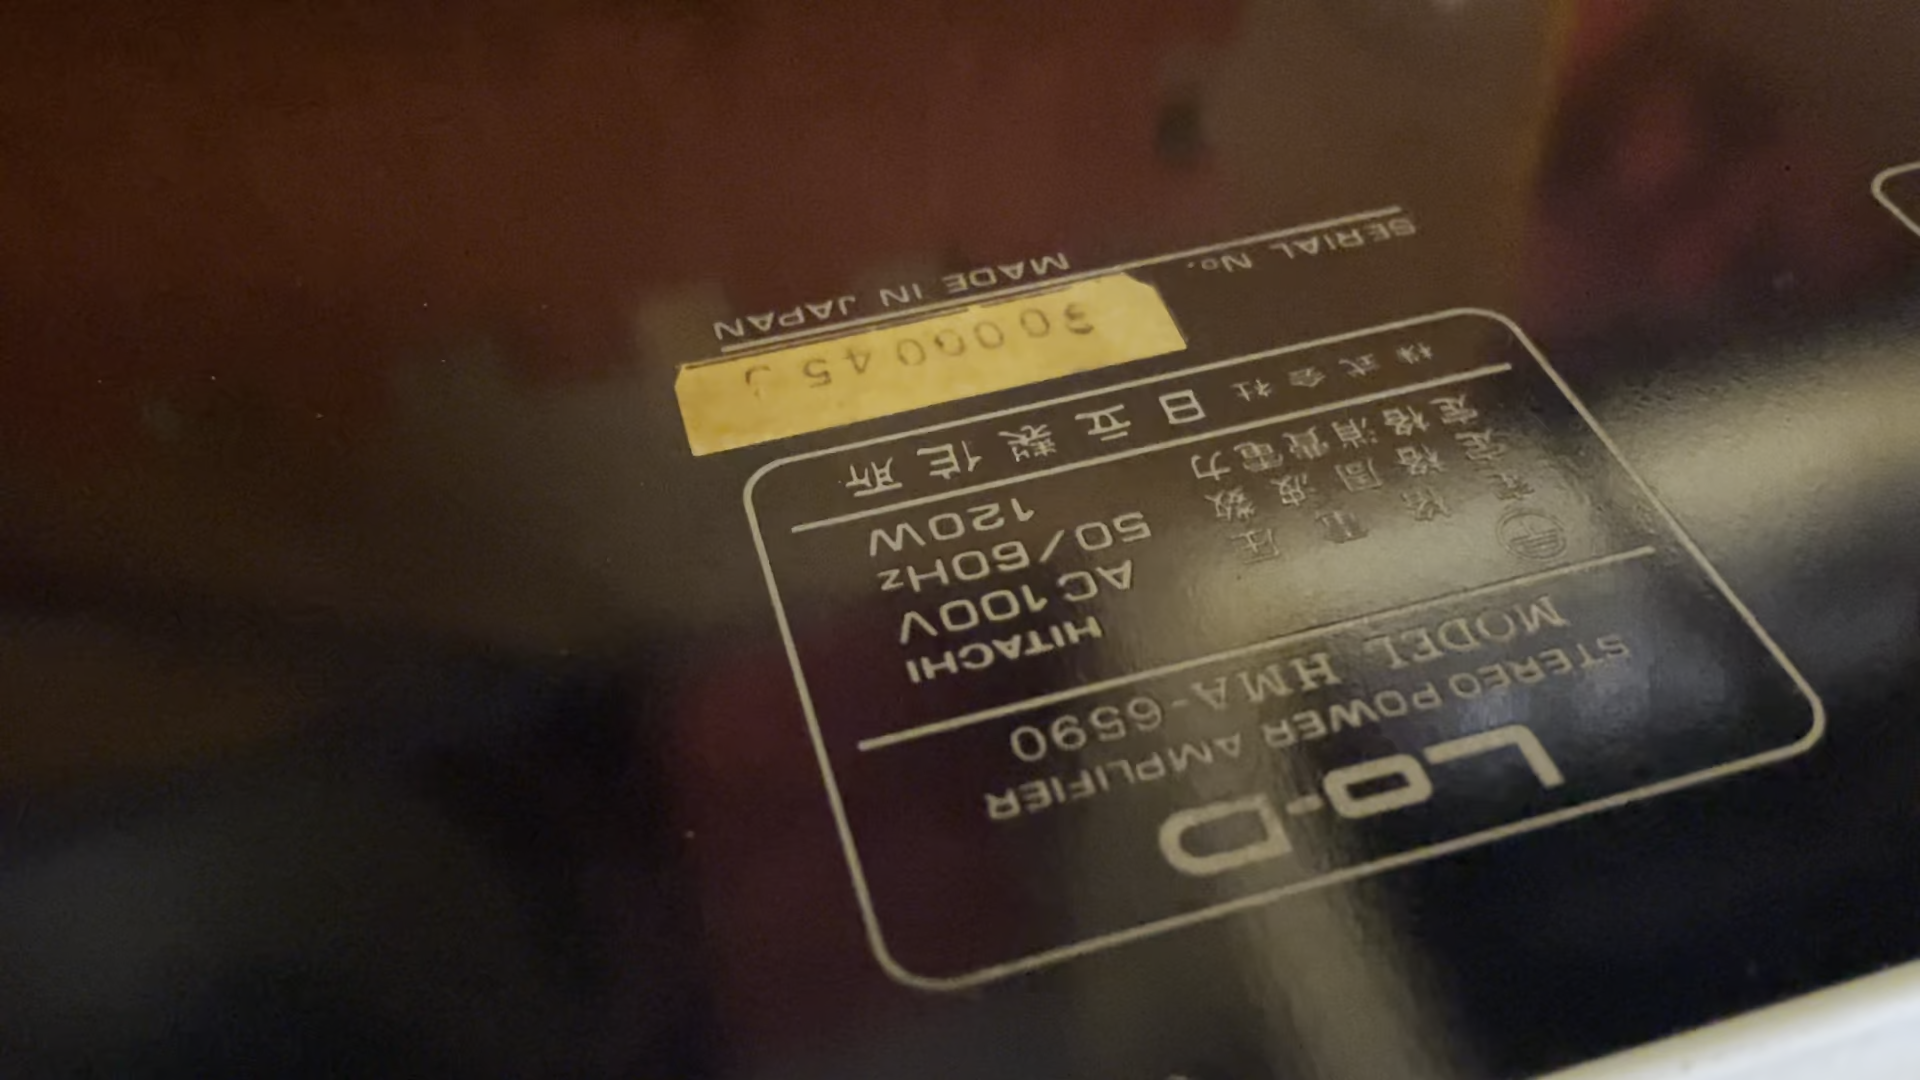 Lo-D
STEREO POWER AMPLIFIER
MODEL HMA-6590
HITACHI
定格電圧 AC 100V
定格周波数 50/60Hz
定格消費電力 120W
株式会社 日立製作所
SERIAL No. 3000045 J
MADE IN JAPAN